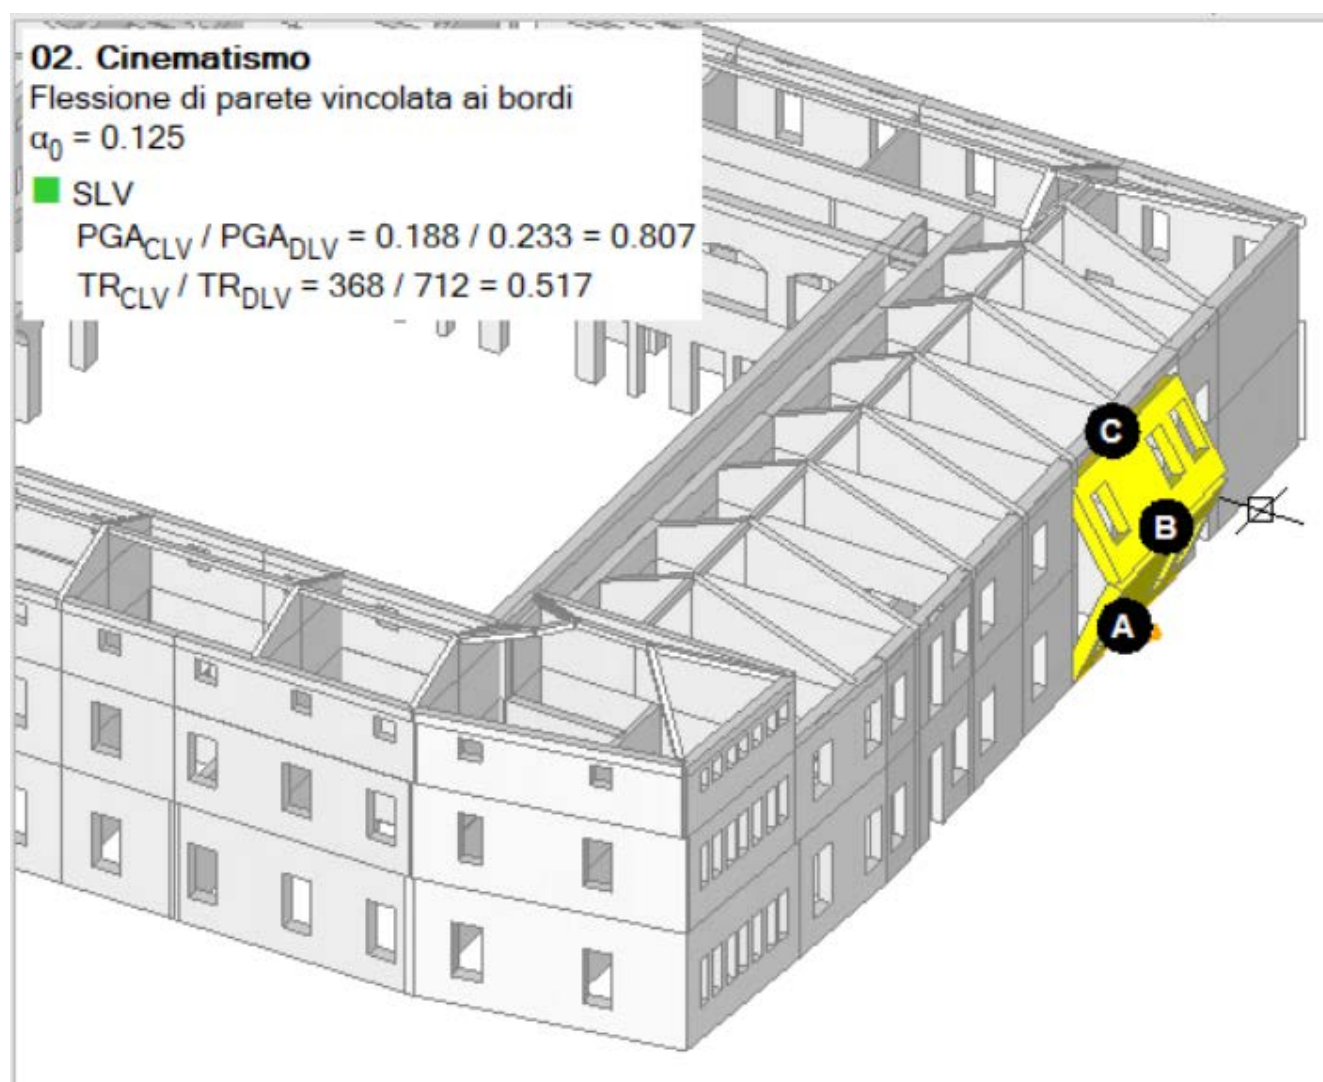 02. Cinematismo
Flessione di parete vincolata ai bordi
α0 = 0.125
SLV
PGACLV / PGADLV = 0.188 / 0.233 = 0.807
TRCLV / TRDLV = 368 / 712 = 0.517
C
B
A